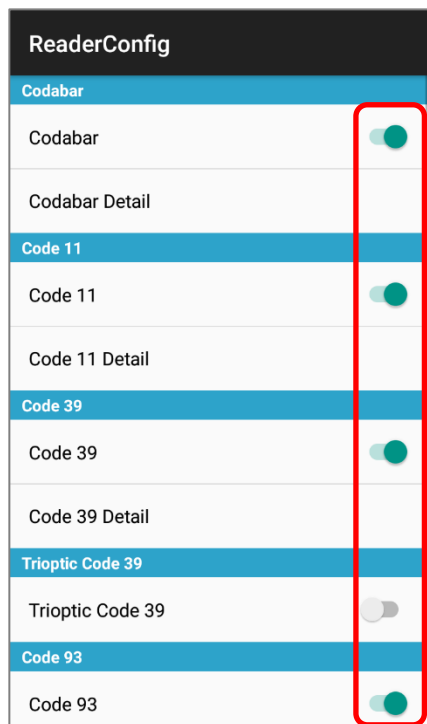 ReaderConfig
Codabar
Codabar
Codabar Detail
Code 11
Code 11
Code 11 Detail
Code 39
Code 39
Code 39 Detail
Trioptic Code 39
Trioptic Code 39
Code 93
Code 93